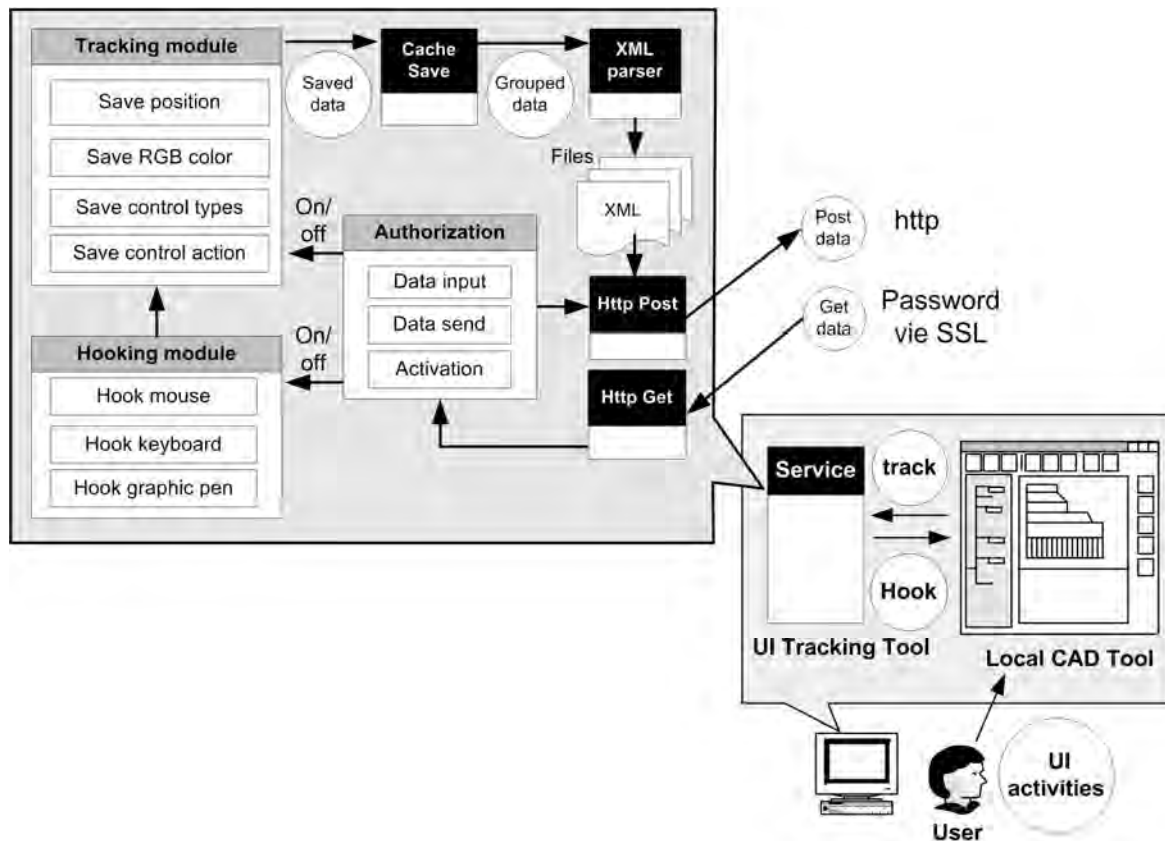 Tracking module
Save position
Save RGB color
Save control types
Save control action
Saved
data
Cache
Save
Grouped
data
XML
parser
Files
XML
On/
off
Authorization
Data input
Data send
Activation
Http Post
Http Get
Hooking module
Hook mouse
Hook keyboard
Hook graphic pen
On/
off
Post
data
http
Get
data
Password
vie SSL
Service
track
Hook
UI Tracking Tool
Local CAD Tool
UI
activities
User